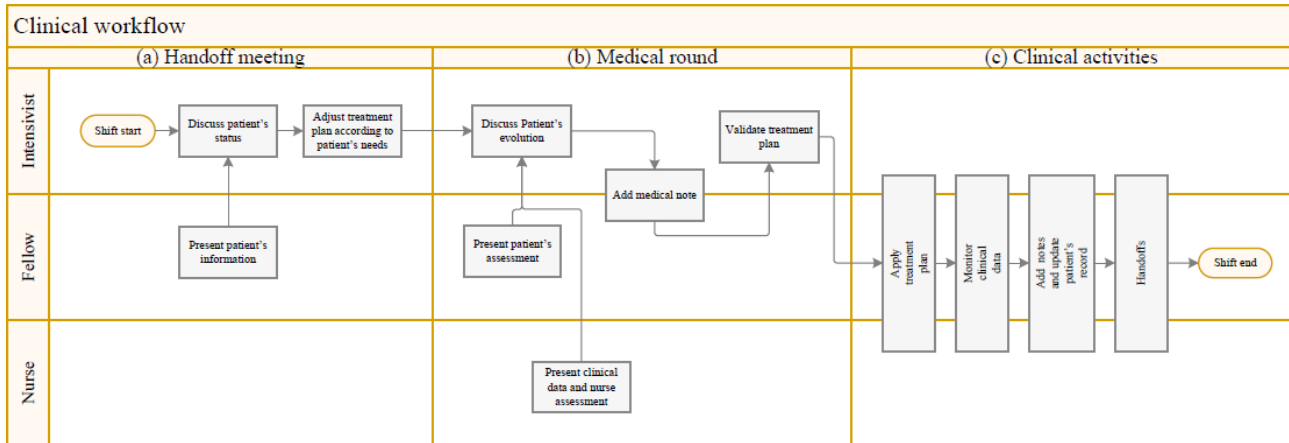 Clinical workflow
(a) Handoff meeting
(b) Medical round
(c) Clinical activities
Intensivist
Shift start
Discuss patient's
status
Adjust treatment
plan according to
patient's needs
Discuss Patient's
evolution
Add medical note
Validate treatment
plan
Fellow
Present patient's
information
Present patient's
assessment
Apply
treatment
plan
Monitor
clinical
data
Add notes
and update
patient's
record
Handoffs
Shift end
Nurse
Present clinical
data and nurse
assessment